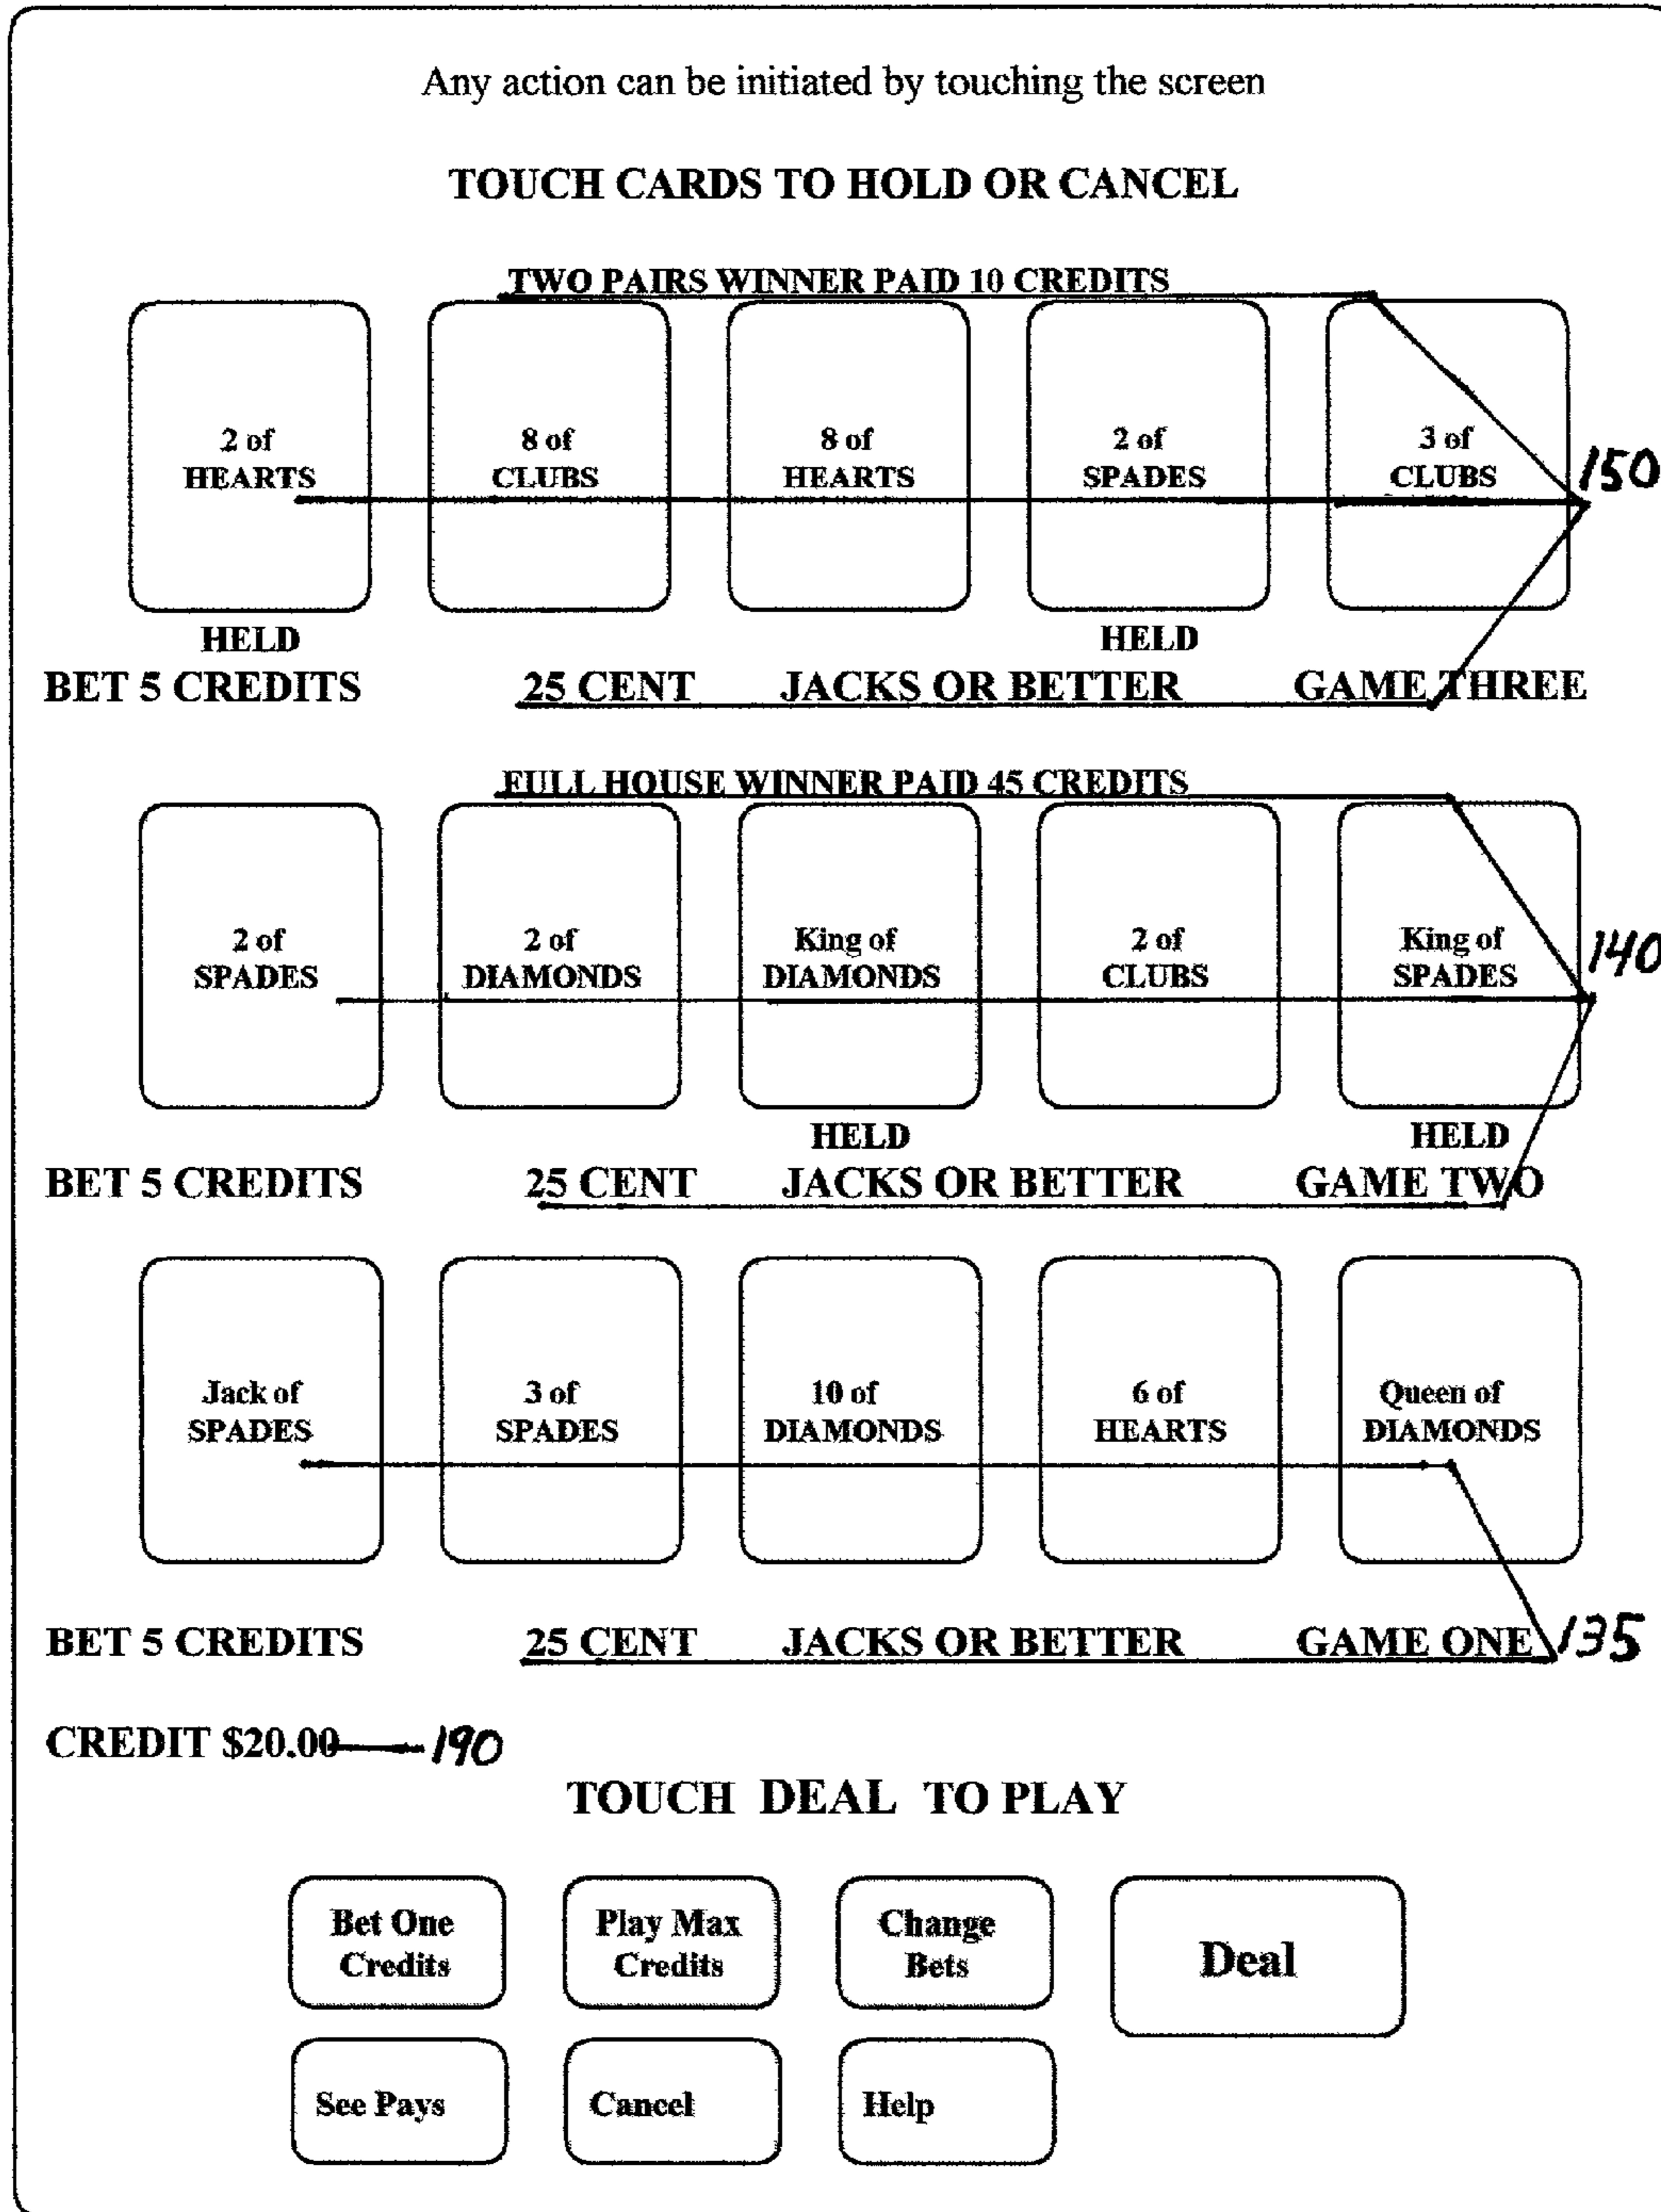 Any action can be initiated by touching the screen
TOUCH CARDS TO HOLD OR CANCEL
TWO PAIRS WINNER PAID 10 CREDITS
2 of 8 of 8 of 2 of 3 of
HEARTS CLUBS HEARTS SPADES CLUBS 150
HELD HELD
BET 5 CREDITS 25 CENT JACKS OR BETTER GAME THREE
FULL HOUSE WINNER PAID 45 CREDITS
2 of 2 of King of 2 of King of 140
SPADES DIAMONDS DIAMONDS CLUBS SPADES
HELD HELD
BET 5 CREDITS 25 CENT JACKS OR BETTER GAME TWO
Jack of 3 of 10 of 6 of Queen of
SPADES SPADES DIAMONDS HEARTS DIAMONDS
BET 5 CREDITS 25 CENT JACKS OR BETTER GAME ONE 135
CREDIT $20.00 190
TOUCH DEAL TO PLAY
Bet One Play Max Change
Credits Credits Bets Deal
See Pays Cancel Help